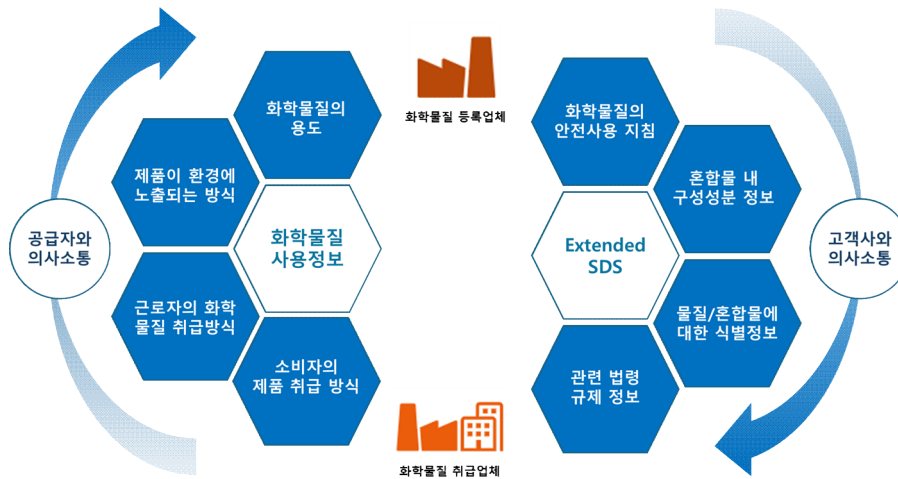 화학물질의
용도
제품이 환경에
노출되는 방식
공급자와
의사소통
화학물질
사용정보
근로자의 화학
물질 취급방식
소비자의
제품 취급 방식
화학물질 등록업체
화학물질 취급업체
화학물질의
안전사용 지침
혼합물 내
구성성분 정보
Extended
SDS
고객사와
의사소통
물질/혼합물에
대한 식별정보
관련 법령
규제 정보